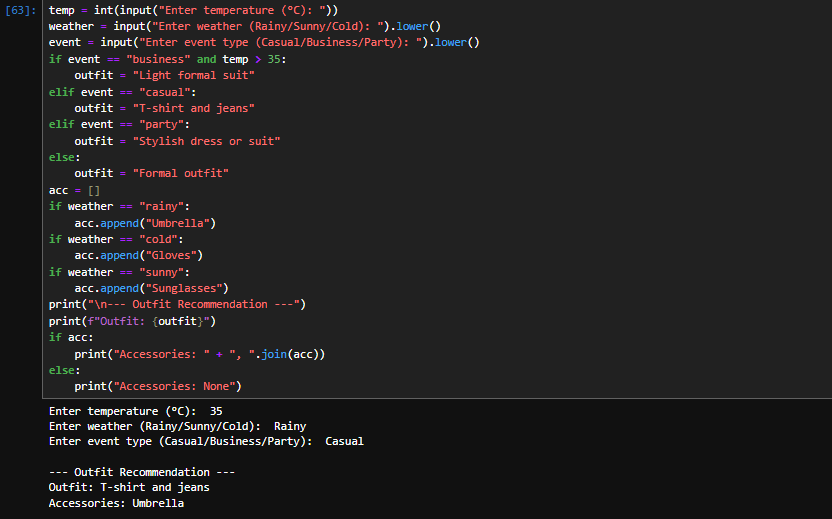 [63]: temp = int(input("Enter temperature (°C): "))
weather = input("Enter weather (Rainy/Sunny/Cold): ").lower()
event = input("Enter event type (Casual/Business/Party): ").lower()
if event == "business" and temp > 35:
    outfit = "Light formal suit"
elif event == "casual":
    outfit = "T-shirt and jeans"
elif event == "party":
    outfit = "Stylish dress or suit"
else:
    outfit = "Formal outfit"
acc = []
if weather == "rainy":
    acc.append("Umbrella")
if weather == "cold":
    acc.append("Gloves")
if weather == "sunny":
    acc.append("Sunglasses")
print("\n--- Outfit Recommendation ---")
print(f"Outfit: {outfit}")
if acc:
    print("Accessories: " + ", ".join(acc))
else:
    print("Accessories: None")
Enter temperature (°C):  35
Enter weather (Rainy/Sunny/Cold):  Rainy
Enter event type (Casual/Business/Party):  Casual

--- Outfit Recommendation ---
Outfit: T-shirt and jeans
Accessories: Umbrella